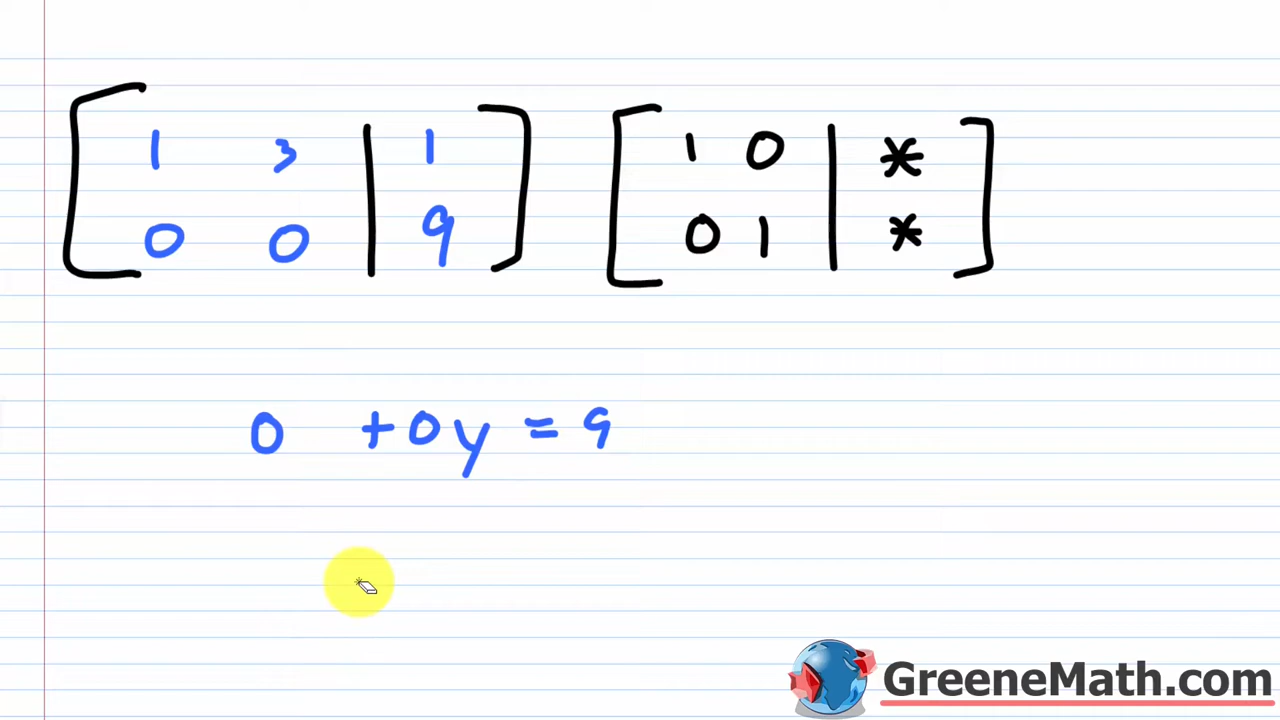 1 3 | 1 1 0 | *
0 0 | 9 0 1 | *
0 +0y = 9
GreeneMath.com